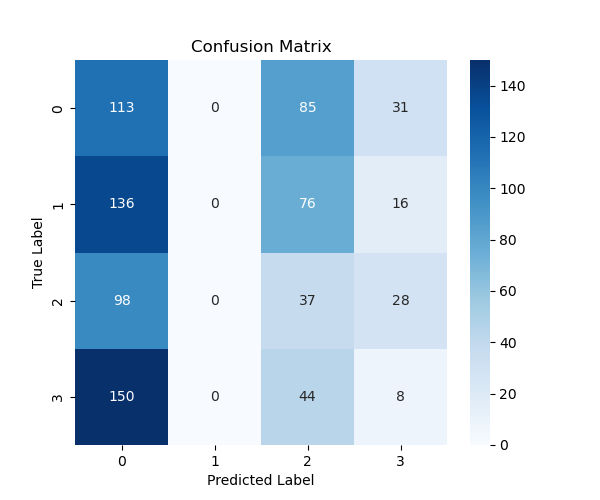 Confusion Matrix
0 113 0 85 31
1 136 0 76 16
2 98 0 37 28
3 150 0 44 8
0 1 2 3
Predicted Label
True Label
140
120
100
80
60
40
20
0